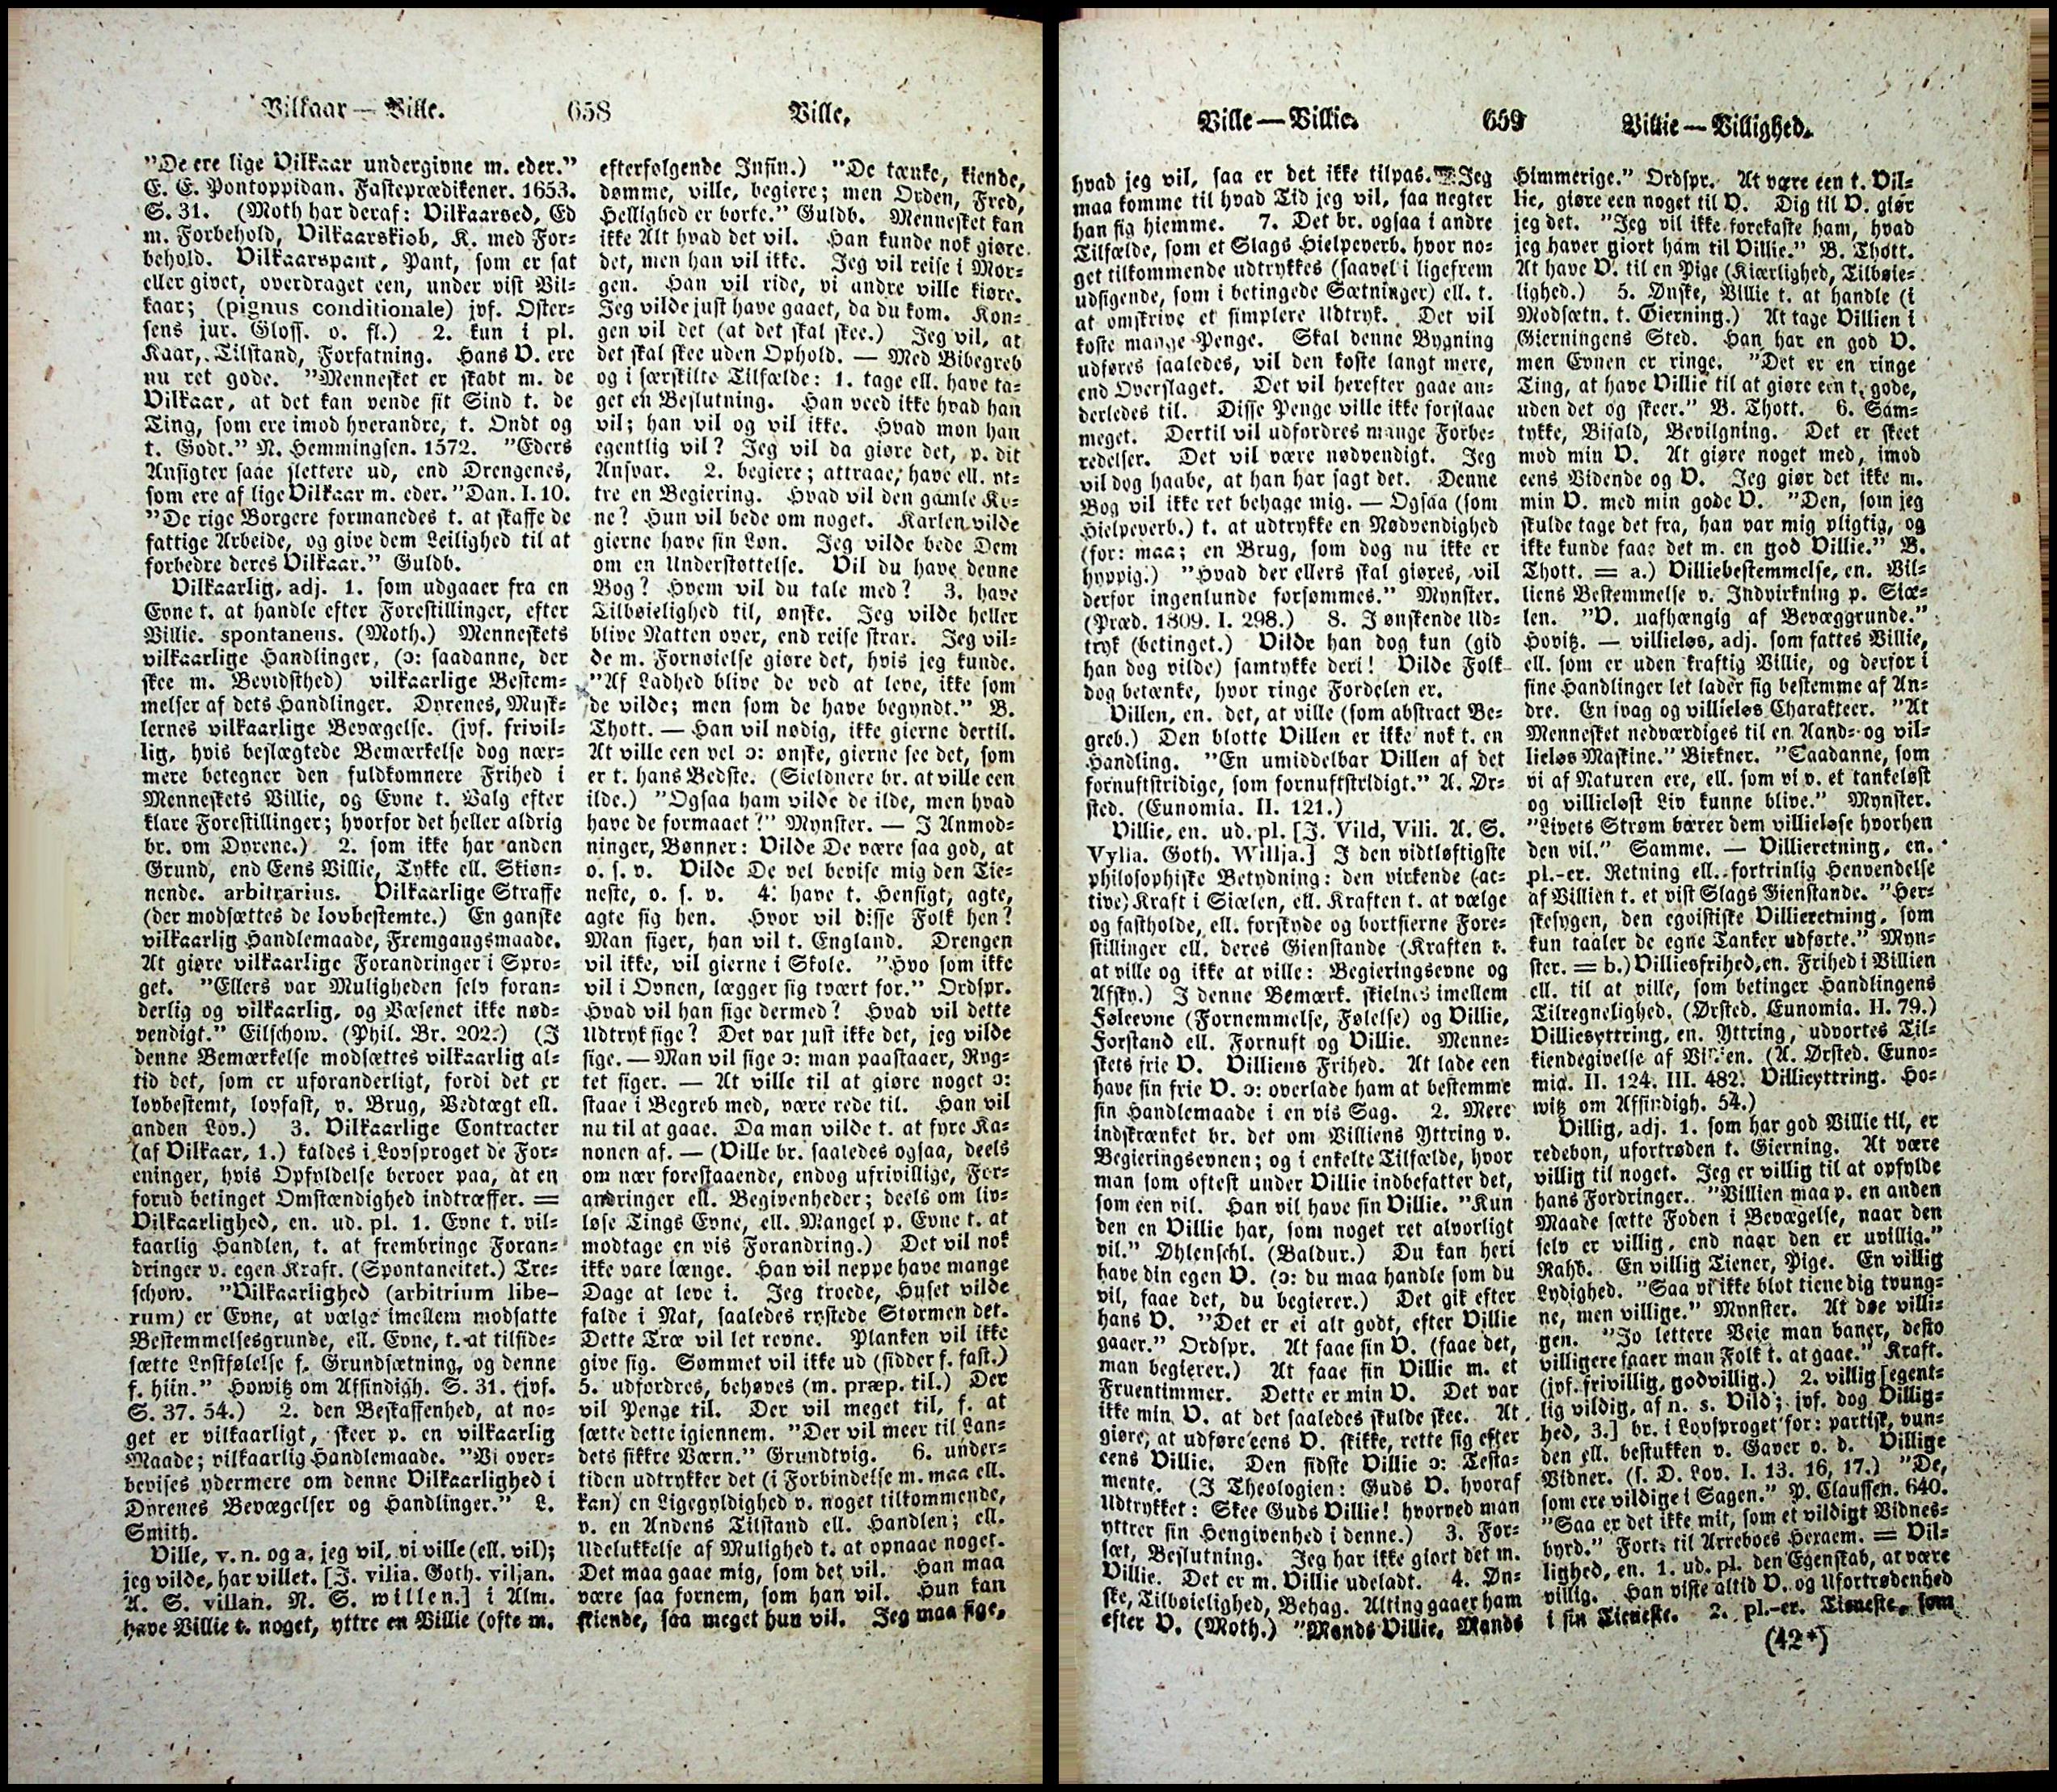 Vilkaar — Ville.
658
Ville.
"De ere lige Vilkaar undergivne m. eder."
E. E. Pontoppidan. Fasteprædikener. 1653.
S. 31. (Moth har deraf: Vilkaarsed, Ed
m. Forbehold, Vilkaarskiøb, K. med For-
behold. Vilkaarspant, Pant, som er sat
eller givet, overdraget een, under vist Vil-
kaar; (pignus conditionale) jvf. Oster-
sens jur. Gloss. o. fl.) 2. kun i pl.
Kaar, Tilstand, Forfatning. Hans V. ere
nu ret gode. "Mennesket er skabt m. de
Vilkaar, at det kan vende sit Sind t. de
Ting, som ere imod hverandre, t. Ondt og
t. Godt." N. Hemmingsen. 1572. "Eders
Ansigter saae slettere ud, end Drengenes,
som ere af lige Vilkaar m. eder." Dan. I. 10.
"De rige Borgere formanedes t. at skaffe de
fattige Arbeide, og give dem Leilighed til at
forbedre deres Vilkaar." Guldb.
Vilkaarlig, adj. 1. som udgaaer fra en
Evne t. at handle efter Forestillinger, efter
Villie. spontaneus. (Moth.) Menneskets
vilkaarlige Handlinger, (ɔ: saadanne, der
skee m. Bevidsthed) vilkaarlige Bestem-
melser af dets Handlinger. Dyrenes, Musk-
lernes vilkaarlige Bevægelse. (jvf. frivil-
lig, hvis beslægtede Bemærkelse dog nær-
mere betegner den fuldkomnere Frihed i
Menneskets Villie, og Evne t. Valg efter
klare Forestillinger; hvorfor det heller aldrig
br. om Dyrene.) 2. som ikke har anden
Grund, end Eens Villie, Tykke ell. Skiøn-
nende. arbitrarius. Vilkaarlige Straffe
(der modsættes de lovbestemte.) En ganske
vilkaarlig Handlemaade, Fremgangsmaade.
At giøre vilkaarlige Forandringer i Spro-
get. "Ellers var Muligheden selv foran-
derlig og vilkaarlig, og Væsenet ikke nød-
vendigt." Eilschow. (Phil. Br. 202.) (I
denne Bemærkelse modsættes vilkaarlig al-
tid det, som er uforanderligt, fordi det er
lovbestemt, lovfast, v. Brug, Vedtægt ell.
anden Lov.) 3. Vilkaarlige Contracter
(af Vilkaar, 1.) kaldes i Lovsproget de For-
eninger, hvis Opfyldelse beroer paa, at en
forud betinget Omstændighed indtræffer. =
Vilkaarlighed, en. ud. pl. 1. Evne t. vil-
kaarlig Handlen, t. at frembringe Foran-
dringer v. egen Kraft. (Spontaneitet.) Tre-
schow. "Vilkaarlighed (arbitrium libe-
rum) er Evne, at vælge imellem modsatte
Bestemmelsesgrunde, ell. Evne, t. at tilside-
sætte Lystfølelse f. Grundsætning, og denne
f. hiin." Howitz om Afsindigh. S. 31. (jvf.
S. 37. 54.) 2. den Beskaffenhed, at no-
get er vilkaarligt, skeer p. en vilkaarlig
Maade; vilkaarlig Handlemaade. "Vi over-
bevises ydermere om denne Vilkaarlighed i
Dyrenes Bevægelser og Handlinger." L.
Smith.
Ville, v. n. og a. jeg vil, vi ville (ell. vil);
jeg vilde, har villet. [I. vilia. Goth. viljan.
A. S. villan. N. S. willen.] i Alm.
have Villie t. noget, yttre en Villie (ofte m.
efterfølgende Infin.) "De tænke, kiende,
dømme, ville, begiere; men Orden, Fred,
Hellighed er borte." Guldb. Mennesket kan
ikke Alt hvad det vil. Han kunde nok giøre
det, men han vil ikke. Jeg vil reise i Mor-
gen. Han vil ride, vi andre ville kiøre.
Jeg vilde just have gaaet, da du kom. Kon-
gen vil det (at det skal skee.) Jeg vil, at
det skal skee uden Ophold. — Med Bibegreb
og i særskilte Tilfælde: 1. tage ell. have ta-
get en Beslutning. Han veed ikke hvad han
vil; han vil og vil ikke. Hvad mon han
egentlig vil? Jeg vil da giøre det, p. dit
Ansvar. 2. begiere; attraae; have ell. yt-
tre en Begiering. Hvad vil den gamle Ko-
ne? Hun vil bede om noget. Karlen vilde
gierne have sin Løn. Jeg vilde bede Dem
om en Understøttelse. Vil du have denne
Bog? Hvem vil du tale med? 3. have
Tilbøielighed til, ønske. Jeg vilde heller
blive Natten over, end reise strax. Jeg vil-
de m. Fornøielse giøre det, hvis jeg kunde.
"Af Ladhed blive de ved at leve, ikke som
de vilde; men som de have begyndt." B.
Thott. — Han vil nødig, ikke gierne dertil.
At ville een vel ɔ: ønske, gierne see det, som
er t. hans Bedste. (Sieldnere br. at ville een
ilde.) "Ogsaa ham vilde de ilde, men hvad
have de formaaet?" Mynster. — I Anmod-
ninger, Bønner: Vilde De være saa god, at
o. s. v. Vilde De vel bevise mig den Tie-
neste, o. s. v. 4. have t. Hensigt, agte,
agte sig hen. Hvor vil disse Folk hen?
Man siger, han vil t. England. Drengen
vil ikke, vil gierne i Skole. "Hvo som ikke
vil i Ovnen, lægger sig tvært for." Ordspr.
Hvad vil han sige dermed? Hvad vil dette
Udtryk sige? Det var just ikke det, jeg vilde
sige. — Man vil sige ɔ: man paastaaer, Ryg-
tet siger. — At ville til at giøre noget ɔ:
staae i Begreb med, være rede til. Han vil
nu til at gaae. Da man vilde t. at fyre Ka-
nonen af. — (Ville br. saaledes ogsaa, deels
om nær forestaaende, endog ufrivillige, For-
andringer ell. Begivenheder; deels om liv-
løse Tings Evne, ell. Mangel p. Evne t. at
modtage en vis Forandring.) Det vil nok
ikke vare længe. Han vil neppe have mange
Dage at leve i. Jeg troede, Huset vilde
falde i Nat, saaledes rystede Stormen det.
Dette Træ vil let revne. Planken vil ikke
give sig. Sømmet vil ikke ud (sidder f. fast.)
5. udfordres, behøves (m. præp. til.) Der
vil Penge til. Der vil meget til, f. at
sætte dette igiennem. "Der vil meer til Lan-
dets sikkre Værn." Grundtvig. 6. under-
tiden udtrykker det (i Forbindelse m. maa ell.
kan) en Ligegyldighed v. noget tilkommende,
v. en Andens Tilstand ell. Handlen; ell.
Udelukkelse af Mulighed t. at opnaae noget.
Det maa gaae mig, som det vil. Han maa
være saa fornem, som han vil. Hun kan
skiende, saa meget hun vil. Jeg maa sige,
Ville — Villie.
659
Villie — Villighed.
hvad jeg vil, saa er det ikke tilpas. Jeg
maa komme til hvad Tid jeg vil, saa negter
han sig hiemme. 7. Det br. ogsaa i andre
Tilfælde, som et Slags Hielpeverb. hvor no-
get tilkommende udtrykkes (saavel i ligefrem
udsigende, som i betingede Sætninger) ell. t.
at omskrive et simplere Udtryk. Det vil
koste mange Penge. Skal denne Bygning
udføres saaledes, vil den koste langt mere,
end Overslaget. Det vil herefter gaae an-
derledes til. Disse Penge ville ikke forslaae
meget. Dertil vil udfordres mange Forbe-
redelser. Det vil være nødvendigt. Jeg
vil dog haabe, at han har sagt det. Denne
Bog vil ikke ret behage mig. — Ogsaa (som
Hielpeverb.) t. at udtrykke en Nødvendighed
(for: maa; en Brug, som dog nu ikke er
hyppig.) "Hvad der ellers skal giøres, vil
derfor ingenlunde forsømmes." Mynster.
(Præd. 1809. I. 298.) 8. I ønskende Ud-
tryk (betinget.) Vilde han dog kun (gid
han dog vilde) samtykke deri! Vilde Folk
dog betænke, hvor ringe Fordelen er.
Villen, en. det, at ville (som abstract Be-
greb.) Den blotte Villen er ikke nok t. en
Handling. "En umiddelbar Villen af det
fornuftstridige, som fornuftstridigt." A. Ør-
sted. (Eunomia. II. 121.)
Villie, en. ud. pl. [I. Vild, Vili. A. S.
Vylla. Goth. Willja.] I den vidtløftigste
philosophiske Betydning: den virkende (ac-
tive) Kraft i Siælen, ell. Kraften t. at vælge
og fastholde, ell. forskyde og bortfierne Fore-
stillinger ell. deres Gienstande (Kraften t.
at ville og ikke at ville: Begieringsevne og
Afsky.) I denne Bemærk. skielnes imellem
Føleevne (Fornemmelse, Følelse) og Villie,
Forstand ell. Fornuft og Villie. Menne-
skets frie V. Villiens Frihed. At lade een
have sin frie V. ɔ: overlade ham at bestemme
sin Handlemaade i en vis Sag. 2. Mere
indskrænket br. det om Villiens Yttring v.
Begieringsevnen; og i enkelte Tilfælde, hvor
man som oftest under Villie indbefatter det,
som een vil. Han vil have sin Villie. "Kun
den en Villie har, som noget ret alvorligt
vil." Øhlenschl. (Baldur.) Du kan heri
have din egen V. (ɔ: du maa handle som du
vil, faae det, du begierer.) Det gik efter
hans V. "Det er ei alt godt, efter Villie
gaaer." Ordspr. At faae sin V. (faae det,
man begierer.) At faae sin Villie m. et
Fruentimmer. Dette er min V. Det var
ikke min V. at det saaledes skulde skee. At
giøre, at udføre eens V. skikke, rette sig efter
eens Villie. Den sidste Villie ɔ: Testa-
mente. (I Theologien: Guds V. hvoraf
Udtrykket: Skee Guds Villie! hvorved man
yttrer sin Hengivenhed i denne.) 3. For-
sæt, Beslutning. Jeg har ikke giort det m.
Villie. Det er m. Villie udeladt. 4. Øn-
ske, Tilbøielighed, Behag. Alting gaaer ham
efter V. (Moth.) "Mands Villie, Mands
Himmerige." Ordspr. At være een t. Vil-
lie, giøre een noget til V. Dig til V. giør
jeg det. "Jeg vil ikke forekaste ham, hvad
jeg haver giort ham til Villie." B. Thott.
At have V. til en Pige (Kiærlighed, Tilbøie-
lighed.) 5. Ønske, Villie t. at handle (i
Modsætn. t. Gierning.) At tage Villien i
Gierningens Sted. Han har en god V.
men Evnen er ringe. "Det er en ringe
Ting, at have Villie til at giøre een t. gode,
uden det og skeer." B. Thott. 6. Sam-
tykke, Bifald, Bevilgning. Det er skeet
mod min V. At giøre noget med, imod
eens Vidende og V. Jeg giør det ikke m.
min V. med min gode V. "Den, som jeg
skulde tage det fra, han var mig pligtig, og
ikke kunde faae det m. en god Villie." B.
Thott. = a.) Villiebestemmelse, en. Vil-
liens Bestemmelse v. Indvirkning p. Siæ-
len. "V. uafhængig af Bevæggrunde."
Hovitz. — villieløs, adj. som fattes Villie,
ell. som er uden kraftig Villie, og derfor i
sine Handlinger let lader sig bestemme af An-
dre. En svag og villieløs Charakteer. "At
Mennesket nedværdiges til en Aand- og vil-
lieløs Maskine." Birkner. "Saadanne, som
vi af Naturen ere, ell. som vi v. et tankeløst
og villieløst Liv kunne blive." Mynster.
"Livets Strøm bærer dem villieløse hvorhen
den vil." Samme. — Villieretning, en.
pl.-er. Retning ell. fortrinlig Henvendelse
af Villien t. et vist Slags Gienstande. "Her-
skesygen, den egoistiske Villieretning, som
kun taaler de egne Tanker udførte." Myn-
ster. = b.) Villiesfrihed, en. Frihed i Villien
ell. til at ville, som betinger Handlingens
Tilregnelighed. (Ørsted. Eunomia. II. 79.)
Villiesyttring, en. Yttring, udvortes Til-
kiendegivelse af Villien. (A. Ørsted. Euno-
mia. II. 124. III. 482. Villieyttring. Ho-
witz om Afsindigh. 54.)
Villig, adj. 1. som har god Villie til, er
redebon, ufortrøden t. Gierning. At være
villig til noget. Jeg er villig til at opfylde
hans Fordringer. "Villien maa p. en anden
Maade sætte Foden i Bevægelse, naar den
selv er villig, end naar den er uvillig."
Rahb. En villig Tiener, Pige. En villig
Lydighed. "Saa vi ikke blot tiene dig tvung-
ne, men villige." Mynster. At døe villi-
gen. "Jo lettere Veie man baner, desto
villigere faaer man Folk t. at gaae." Kraft.
(jvf. frivillig, godvillig.) 2. villig [egent-
lig vildig, af n. s. Vild; jvf. dog Villig-
hed, 3.] br. i Lovsproget for: partisk, vun-
den ell. bestukken v. Gaver o. d. Villige
Vidner. (f. D. Lov. I. 13. 16, 17.) "De,
som ere vildige i Sagen." P. Claussen. 640.
"Saa er det ikke mit, som et vildigt Vidnes-
byrd." Fort. til Arreboes Hexaem. = Vil-
lighed, en. 1. ud. pl. den Egenskab, at være
villig. Han viste altid V. og Ufortrødenhed
i sin Tieneste. 2. pl.-er. Tieneste, som
(42*)